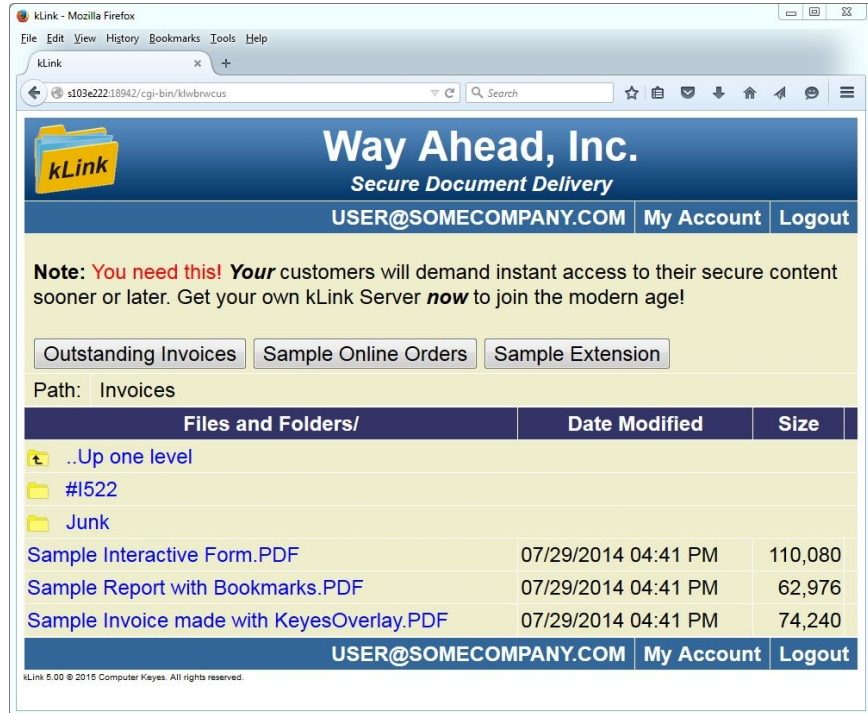 kLink - Mozilla Firefox
File Edit View History Bookmarks Tools Help
kLink × +
s103e222:18942/cgi-bin/klwbrwcus Search
kLink
Way Ahead, Inc.
Secure Document Delivery
USER@SOMECOMPANY.COM My Account Logout
Note: You need this! Your customers will demand instant access to their secure content
sooner or later. Get your own kLink Server now to join the modern age!
Outstanding Invoices Sample Online Orders Sample Extension
Path: Invoices
Files and Folders/ Date Modified Size
..Up one level
#I522
Junk
Sample Interactive Form.PDF 07/29/2014 04:41 PM 110,080
Sample Report with Bookmarks.PDF 07/29/2014 04:41 PM 62,976
Sample Invoice made with KeyesOverlay.PDF 07/29/2014 04:41 PM 74,240
USER@SOMECOMPANY.COM My Account Logout
kLink 5.00 © 2015 Computer Keyes. All rights reserved.